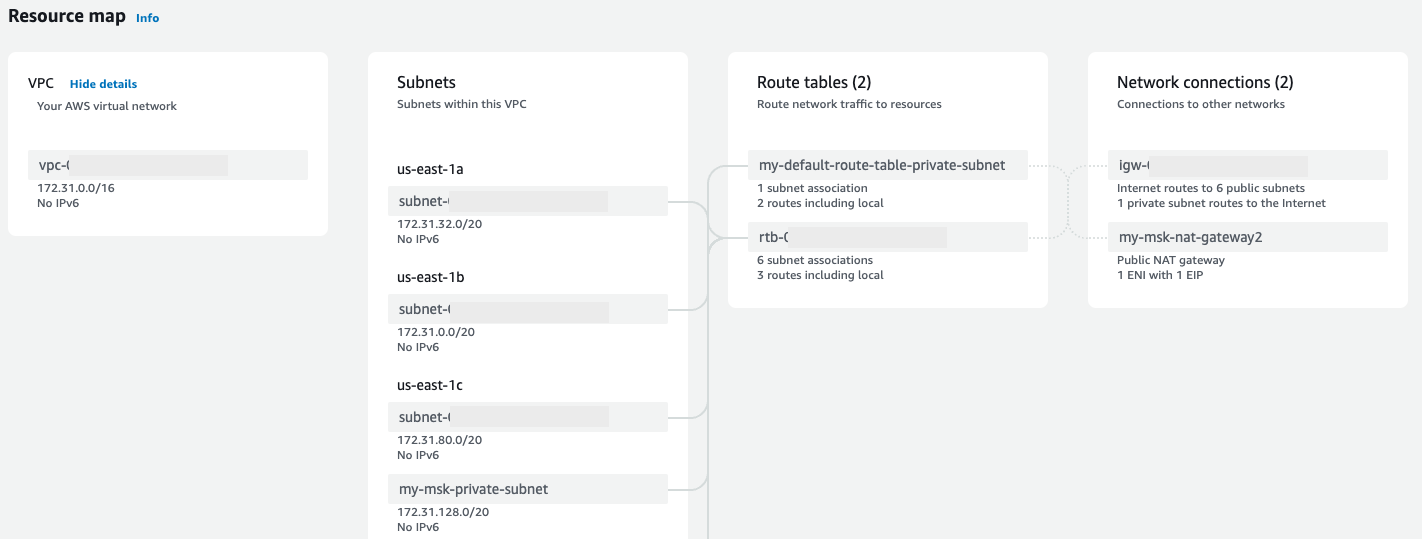 Resource map Info
VPC Hide details
Your AWS virtual network
vpc-
172.31.0.0/16
No IPv6
Subnets
Subnets within this VPC
us-east-1a
subnet-
172.31.32.0/20
No IPv6
us-east-1b
subnet-
172.31.0.0/20
No IPv6
us-east-1c
subnet-
172.31.80.0/20
No IPv6
my-msk-private-subnet
172.31.128.0/20
No IPv6
Route tables (2)
Route network traffic to resources
my-default-route-table-private-subnet
1 subnet association
2 routes including local
rtb-
6 subnet associations
3 routes including local
Network connections (2)
Connections to other networks
igw-
Internet routes to 6 public subnets
1 private subnet routes to the Internet
my-msk-nat-gateway2
Public NAT gateway
1 ENI with 1 EIP